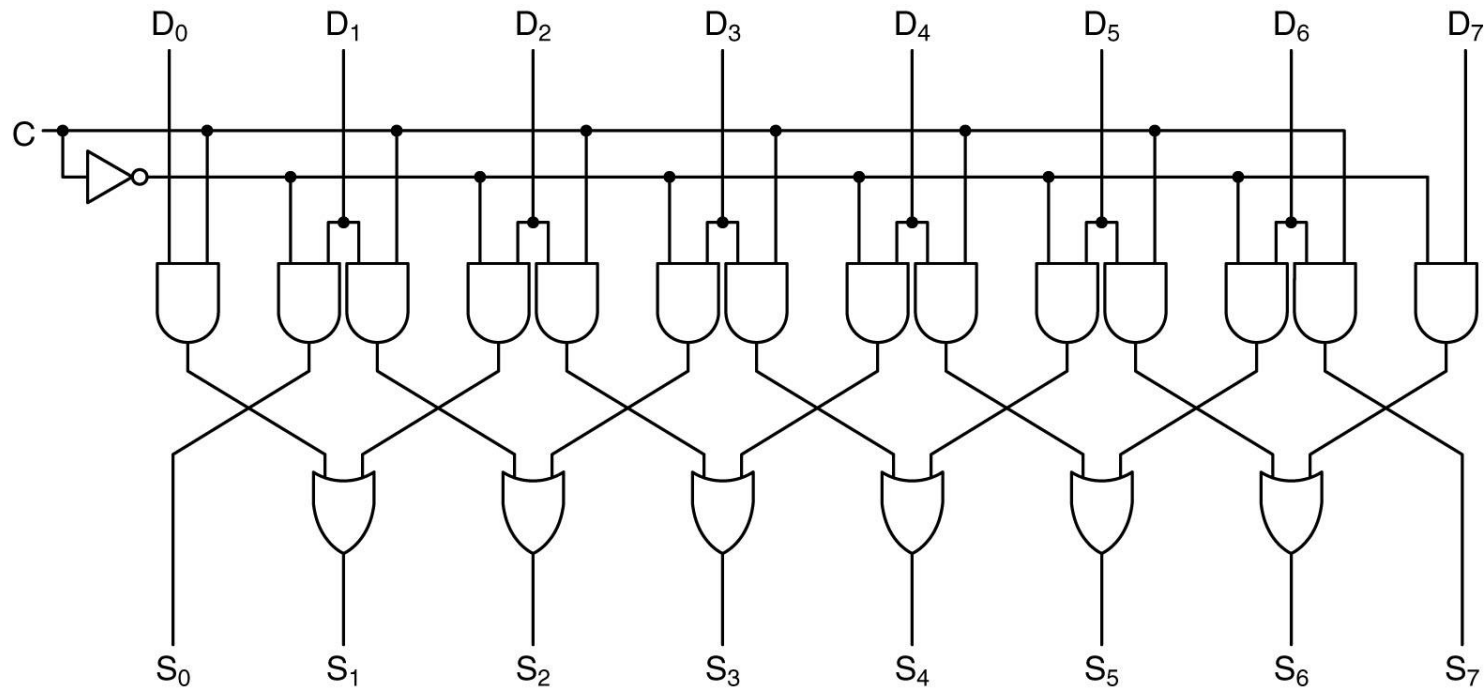 D₀ D₁ D₂ D₃ D₄ D₅ D₆ D₇
C
S₀ S₁ S₂ S₃ S₄ S₅ S₆ S₇